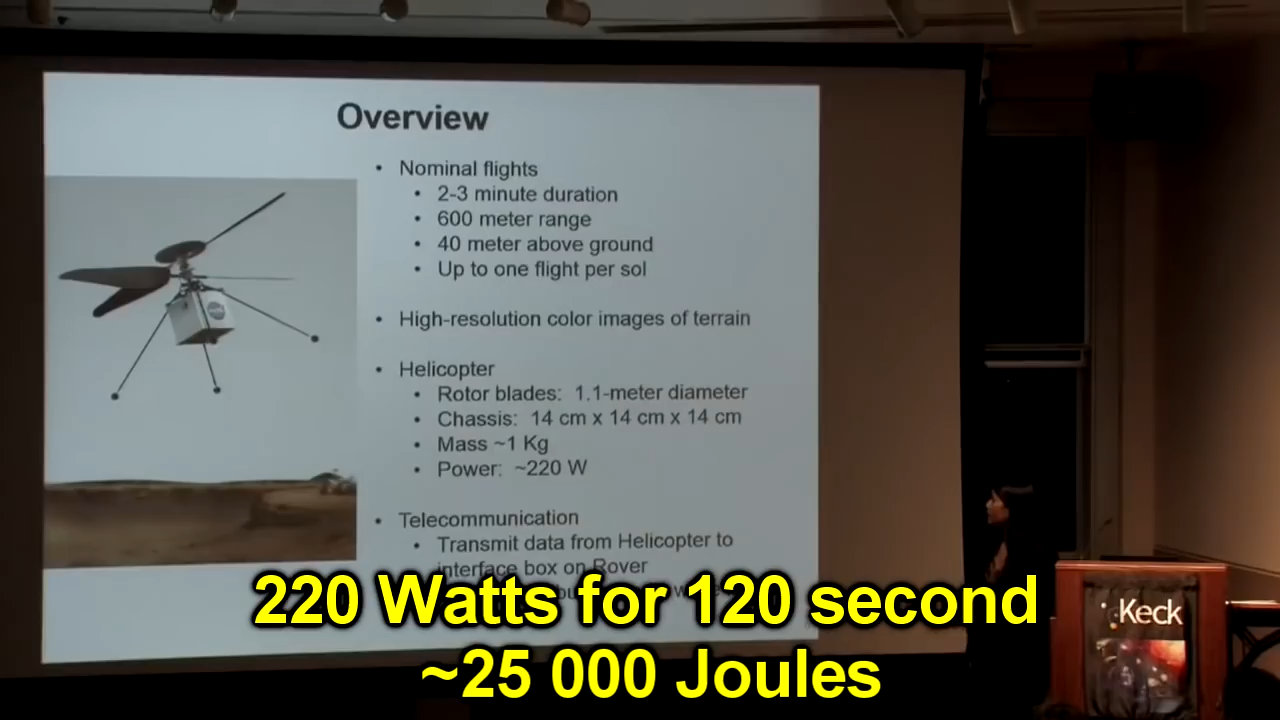 Overview
• Nominal flights
• 2-3 minute duration
• 600 meter range
• 40 meter above ground
• Up to one flight per sol
• High-resolution color images of terrain
• Helicopter
• Rotor blades: 1.1-meter diameter
• Chassis: 14 cm x 14 cm x 14 cm
• Mass ~1 Kg
• Power: ~220 W
• Telecommunication
• Transmit data from Helicopter to
interface box on Rover
220 Watts for 120 second
~25 000 Joules
Keck